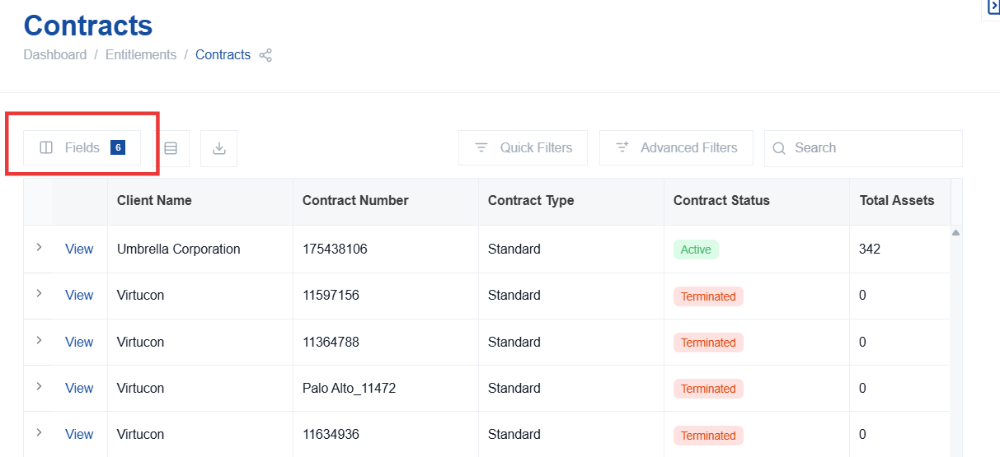 Contracts
Dashboard / Entitlements / Contracts
Fields 6 Quick Filters Advanced Filters Search
Client Name Contract Number Contract Type Contract Status Total Assets
View Umbrella Corporation 175438106 Standard Active 342
View Virtucon 11597156 Standard Terminated 0
View Virtucon 11364788 Standard Terminated 0
View Virtucon Palo Alto_11472 Standard Terminated 0
View Virtucon 11634936 Standard Terminated 0